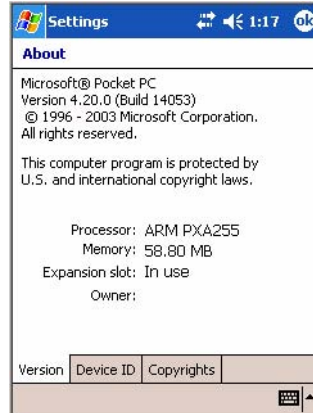 Settings 1:17 ok
About
Microsoft® Pocket PC
Version 4.20.0 (Build 14053)
© 1996 - 2003 Microsoft Corporation.
All rights reserved.
This computer program is protected by
U.S. and international copyright laws.
Processor: ARM PXA255
Memory: 58.80 MB
Expansion slot: In use
Owner:
Version Device ID Copyrights